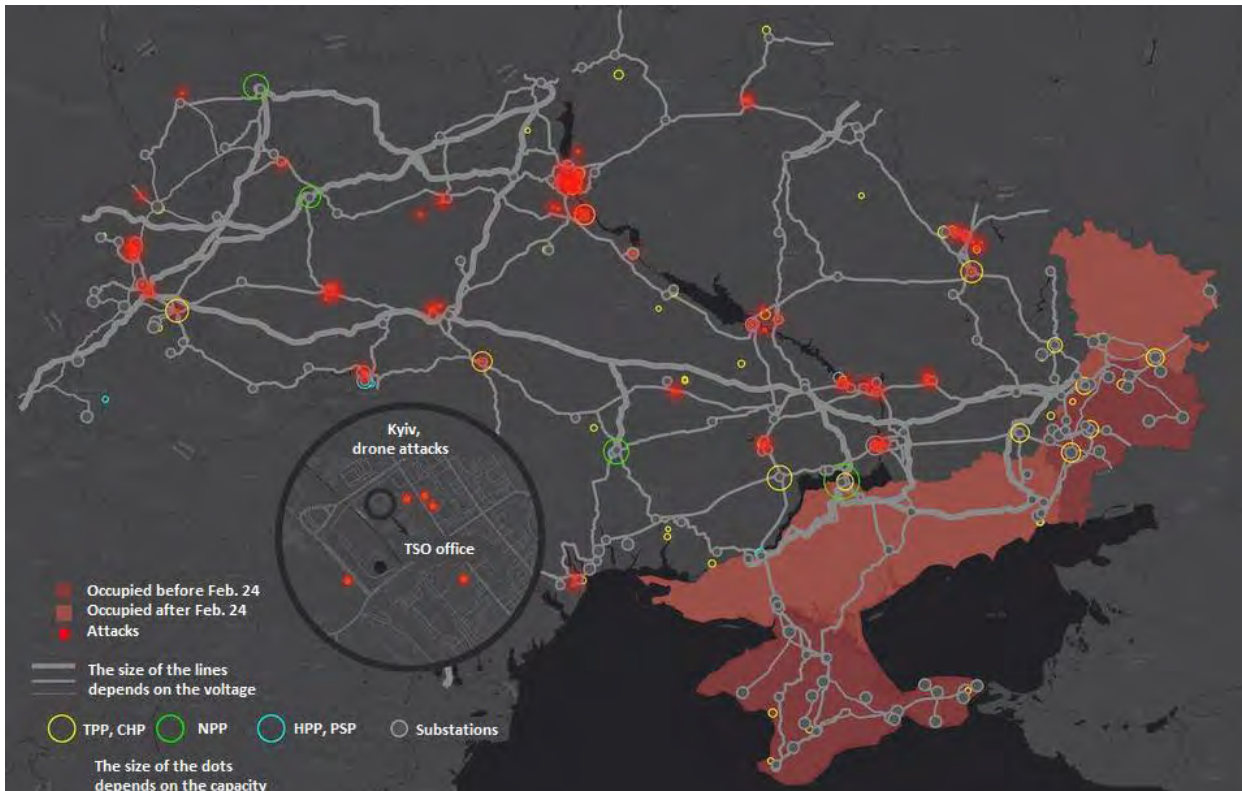 Kyiv,
drone attacks
TSO office
Occupied before Feb. 24
Occupied after Feb. 24
Attacks
The size of the lines
depends on the voltage
TPP, CHP
NPP
HPP, PSP
Substations
The size of the dots
depends on the capacity